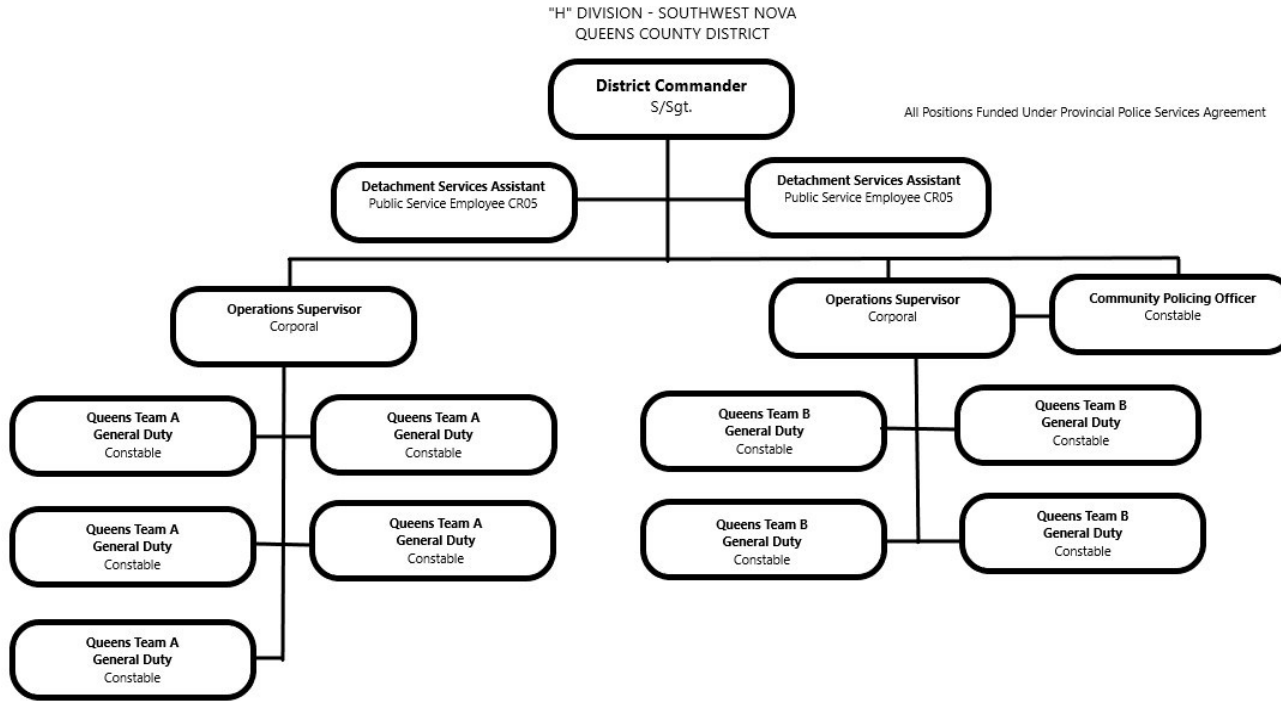 "H" DIVISION - SOUTHWEST NOVA
QUEENS COUNTY DISTRICT
District Commander
S/Sgt.
All Positions Funded Under Provincial Police Services Agreement
Detachment Services Assistant
Public Service Employee CR05
Detachment Services Assistant
Public Service Employee CR05
Operations Supervisor
Corporal
Operations Supervisor
Corporal
Community Policing Officer
Constable
Queens Team A
General Duty
Constable
Queens Team A
General Duty
Constable
Queens Team B
General Duty
Constable
Queens Team B
General Duty
Constable
Queens Team A
General Duty
Constable
Queens Team A
General Duty
Constable
Queens Team B
General Duty
Constable
Queens Team B
General Duty
Constable
Queens Team A
General Duty
Constable